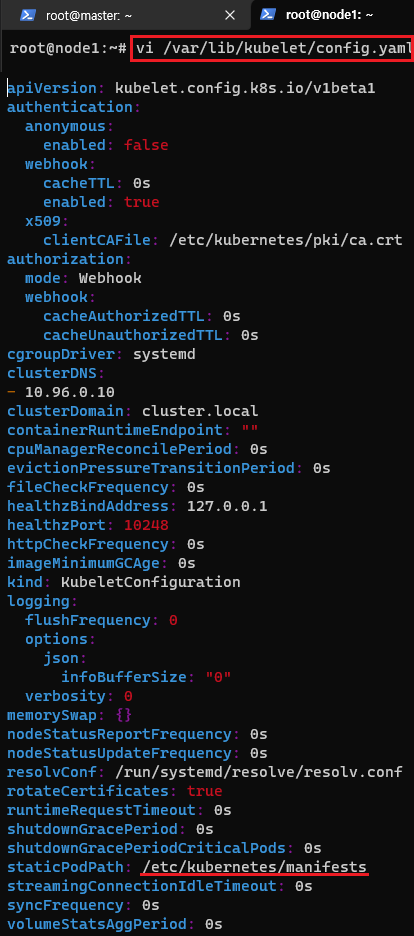 root@master: ~
root@node1: ~
root@node1:~# vi /var/lib/kubelet/config.yaml
apiVersion: kubelet.config.k8s.io/v1beta1
authentication:
  anonymous:
    enabled: false
  webhook:
    cacheTTL: 0s
    enabled: true
  x509:
    clientCAFile: /etc/kubernetes/pki/ca.crt
authorization:
  mode: Webhook
  webhook:
    cacheAuthorizedTTL: 0s
    cacheUnauthorizedTTL: 0s
cgroupDriver: systemd
clusterDNS:
- 10.96.0.10
clusterDomain: cluster.local
containerRuntimeEndpoint: ""
cpuManagerReconcilePeriod: 0s
evictionPressureTransitionPeriod: 0s
fileCheckFrequency: 0s
healthzBindAddress: 127.0.0.1
healthzPort: 10248
httpCheckFrequency: 0s
imageMinimumGCAge: 0s
kind: KubeletConfiguration
logging:
  flushFrequency: 0
  options:
    json:
      infoBufferSize: "0"
  verbosity: 0
memorySwap: {}
nodeStatusReportFrequency: 0s
nodeStatusUpdateFrequency: 0s
resolvConf: /run/systemd/resolve/resolv.conf
rotateCertificates: true
runtimeRequestTimeout: 0s
shutdownGracePeriod: 0s
shutdownGracePeriodCriticalPods: 0s
staticPodPath: /etc/kubernetes/manifests
streamingConnectionIdleTimeout: 0s
syncFrequency: 0s
volumeStatsAggPeriod: 0s